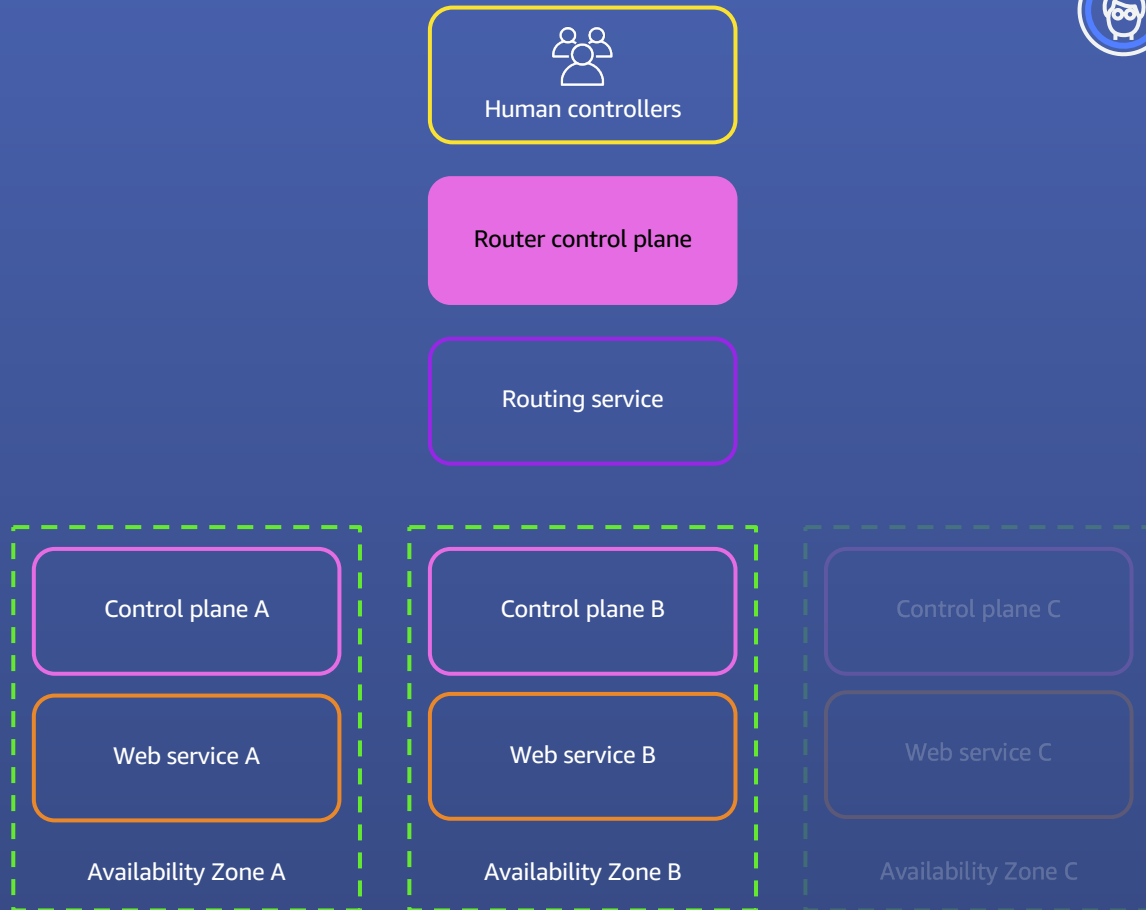 Human controllers
Router control plane
Routing service
Control plane A
Control plane B
Control plane C
Web service A
Web service B
Web service C
Availability Zone A
Availability Zone B
Availability Zone C